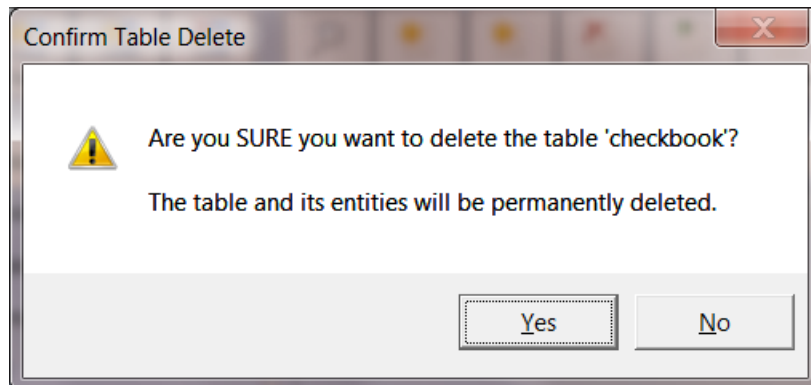 Confirm Table Delete
Are you SURE you want to delete the table 'checkbook'?
The table and its entities will be permanently deleted.
Yes
No